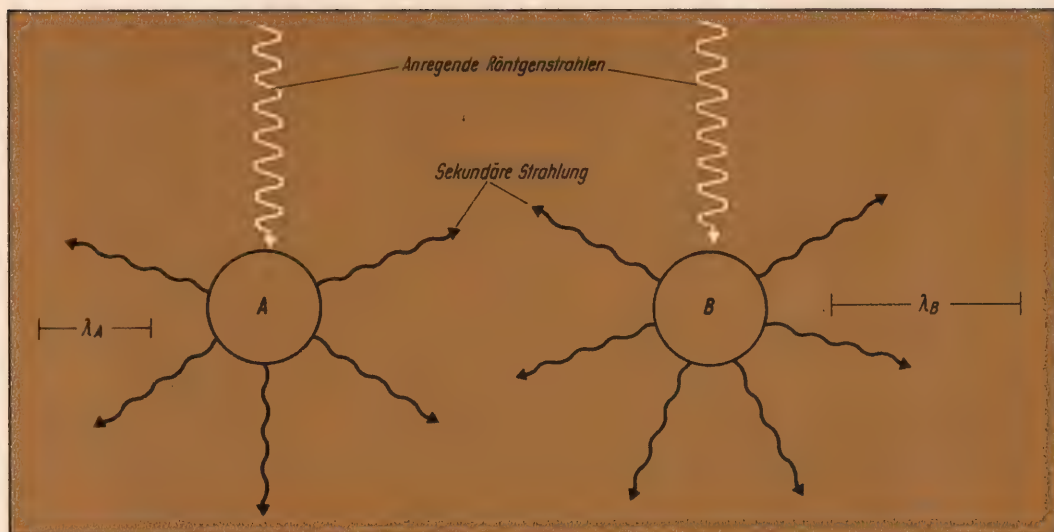 Anregende Röntgenstrahlen
Sekundäre Strahlung
A
B
λA
λB